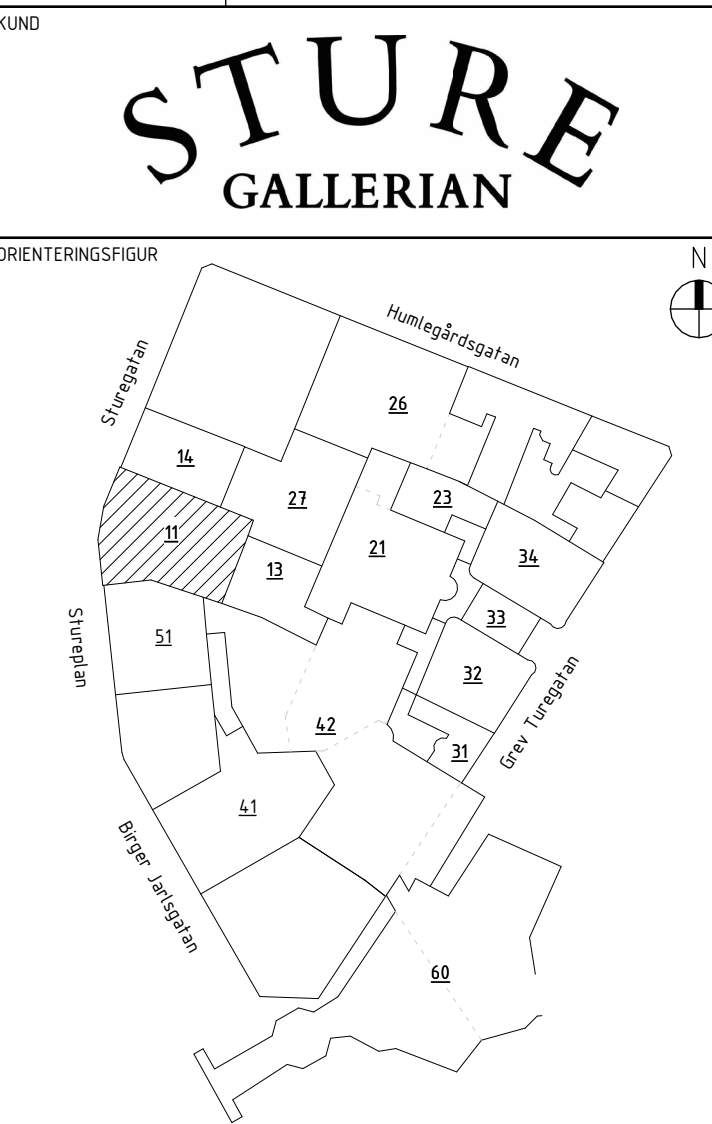 KUND
STURE
GALLERIAN
ORIENTERINGSFIGUR
N
Humlegårdsgatan
Sturegatan
26
14
27
23
11
21
34
13
33
51
Stureplan
32
Grev Turegatan
42
31
41
Birger Jarlsgatan
60